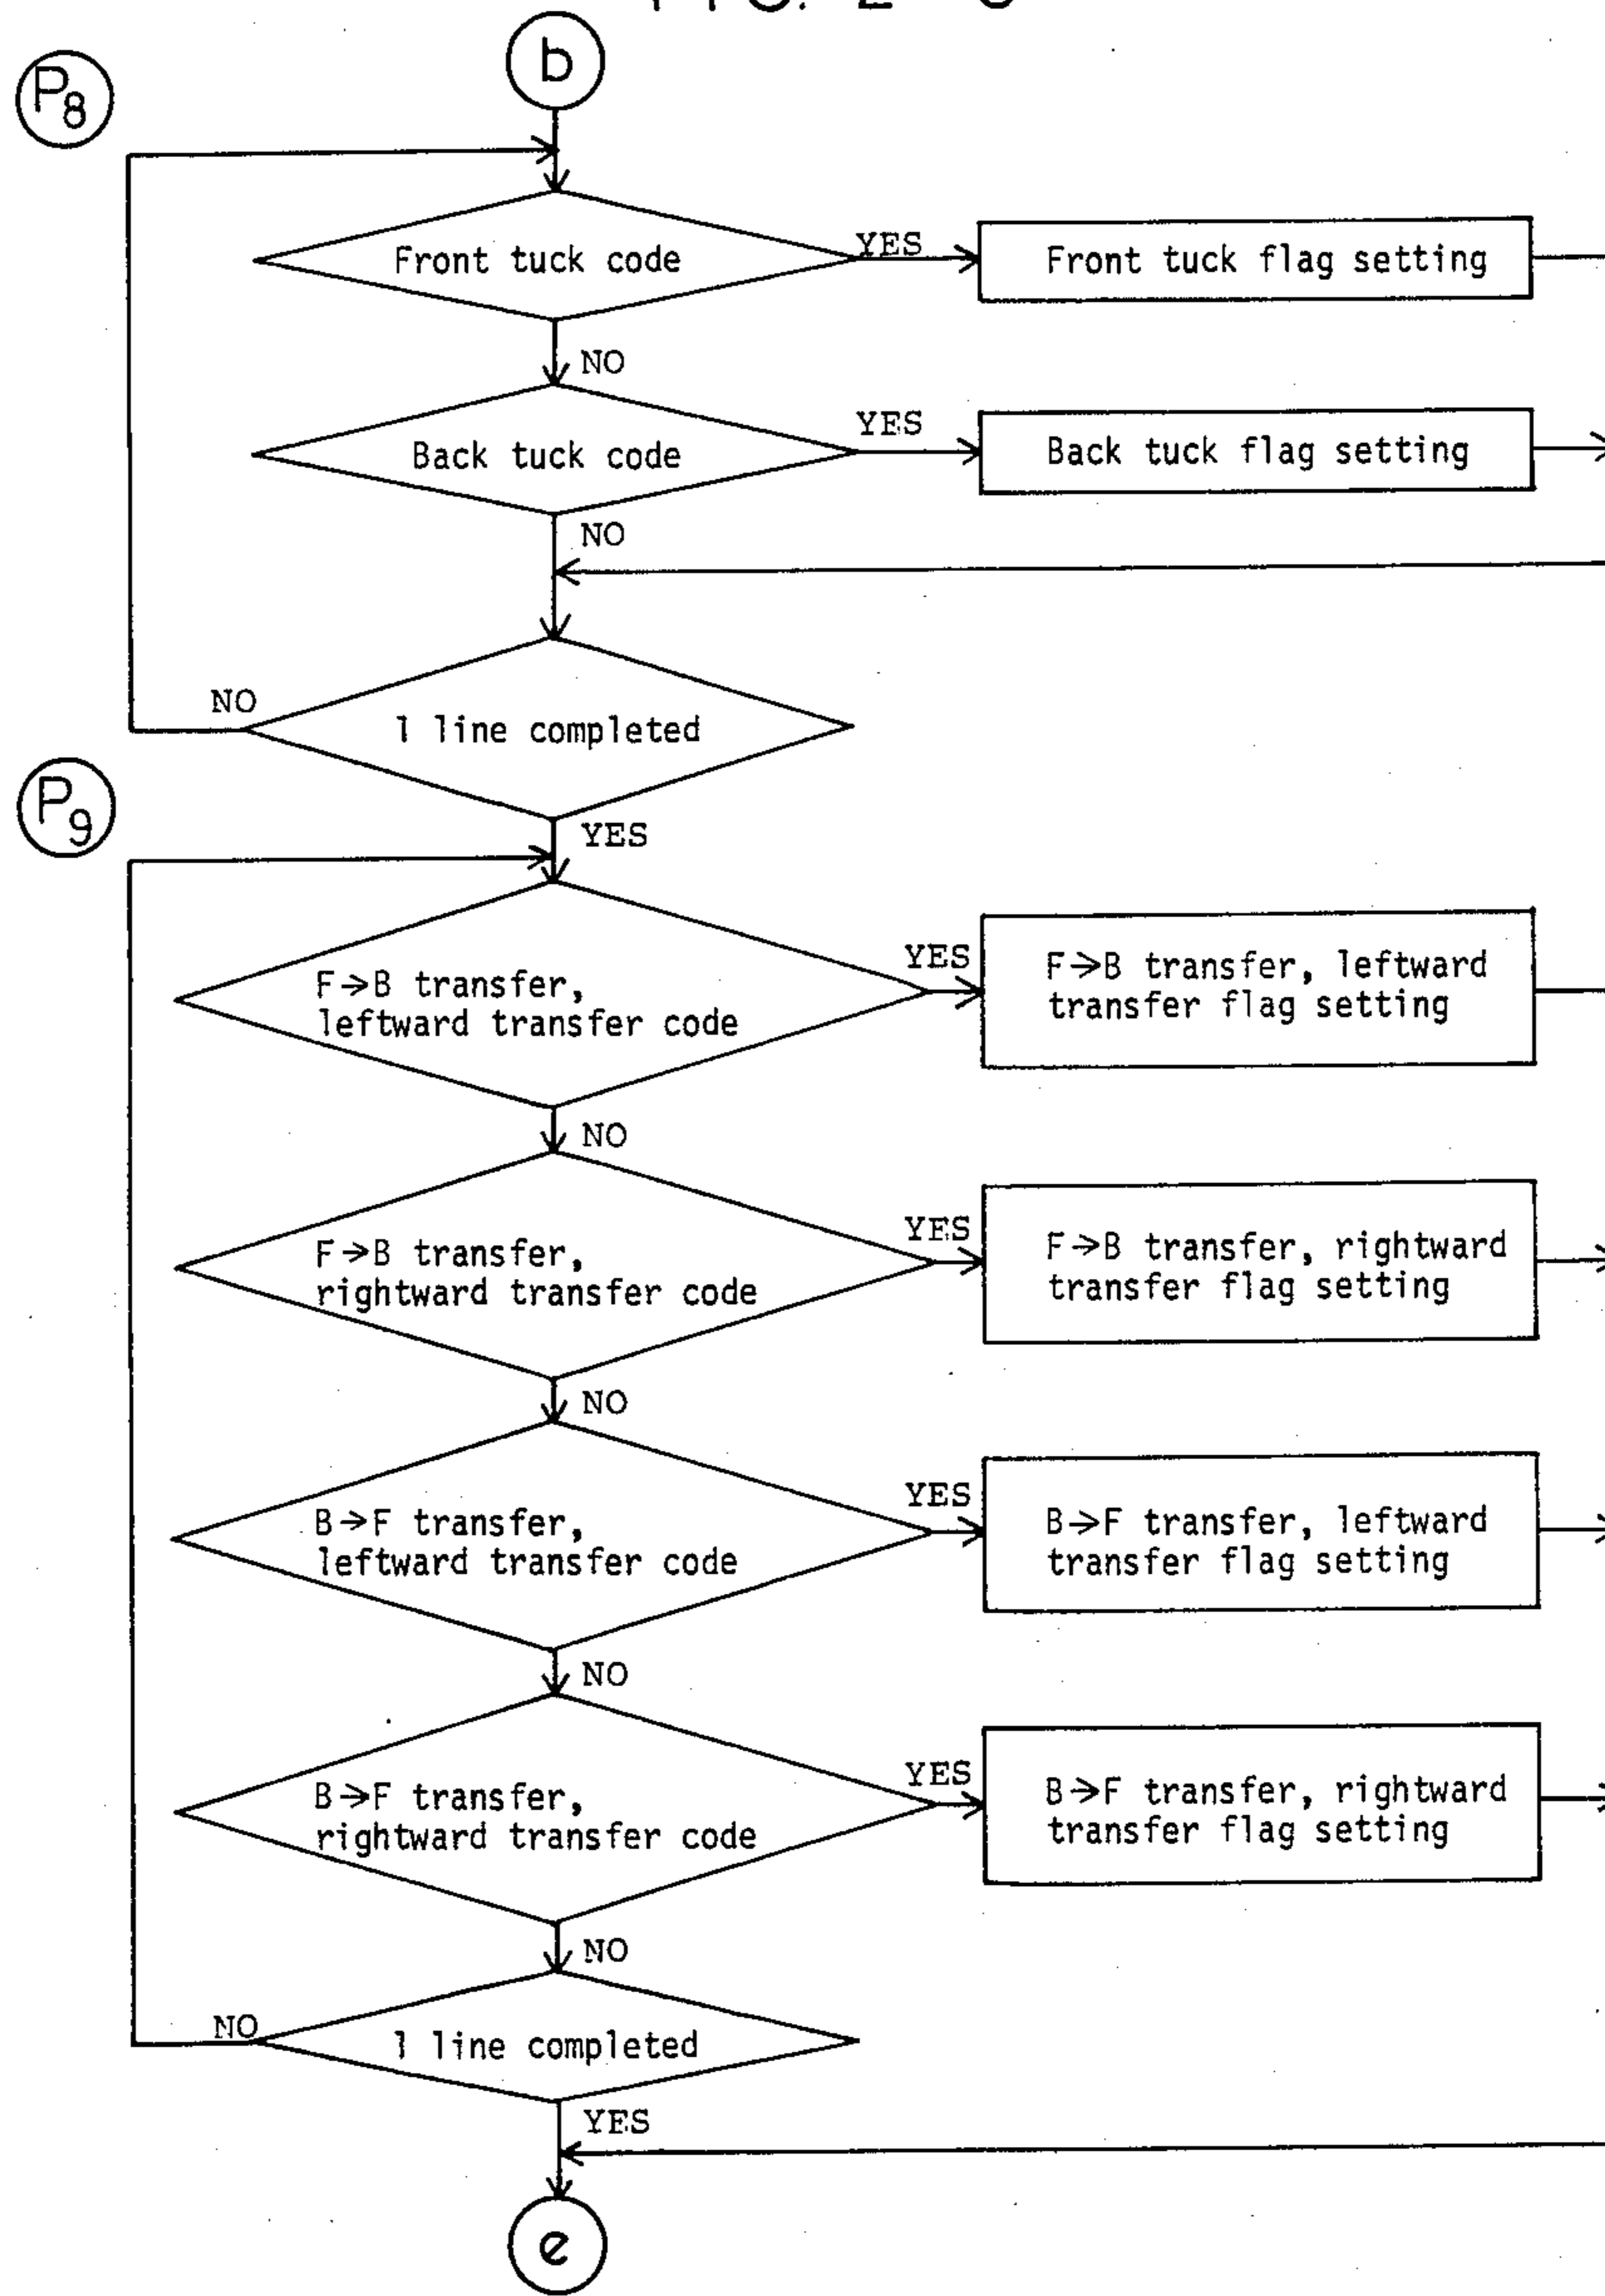 b
P8
Front tuck code
YES
Front tuck flag setting
NO
Back tuck code
YES
Back tuck flag setting
NO
NO
1 line completed
P9
YES
F→B transfer,
leftward transfer code
YES
F→B transfer, leftward
transfer flag setting
NO
F→B transfer,
rightward transfer code
YES
F→B transfer, rightward
transfer flag setting
NO
B→F transfer,
leftward transfer code
YES
B→F transfer, leftward
transfer flag setting
NO
B→F transfer,
rightward transfer code
YES
B→F transfer, rightward
transfer flag setting
NO
NO
1 line completed
YES
e